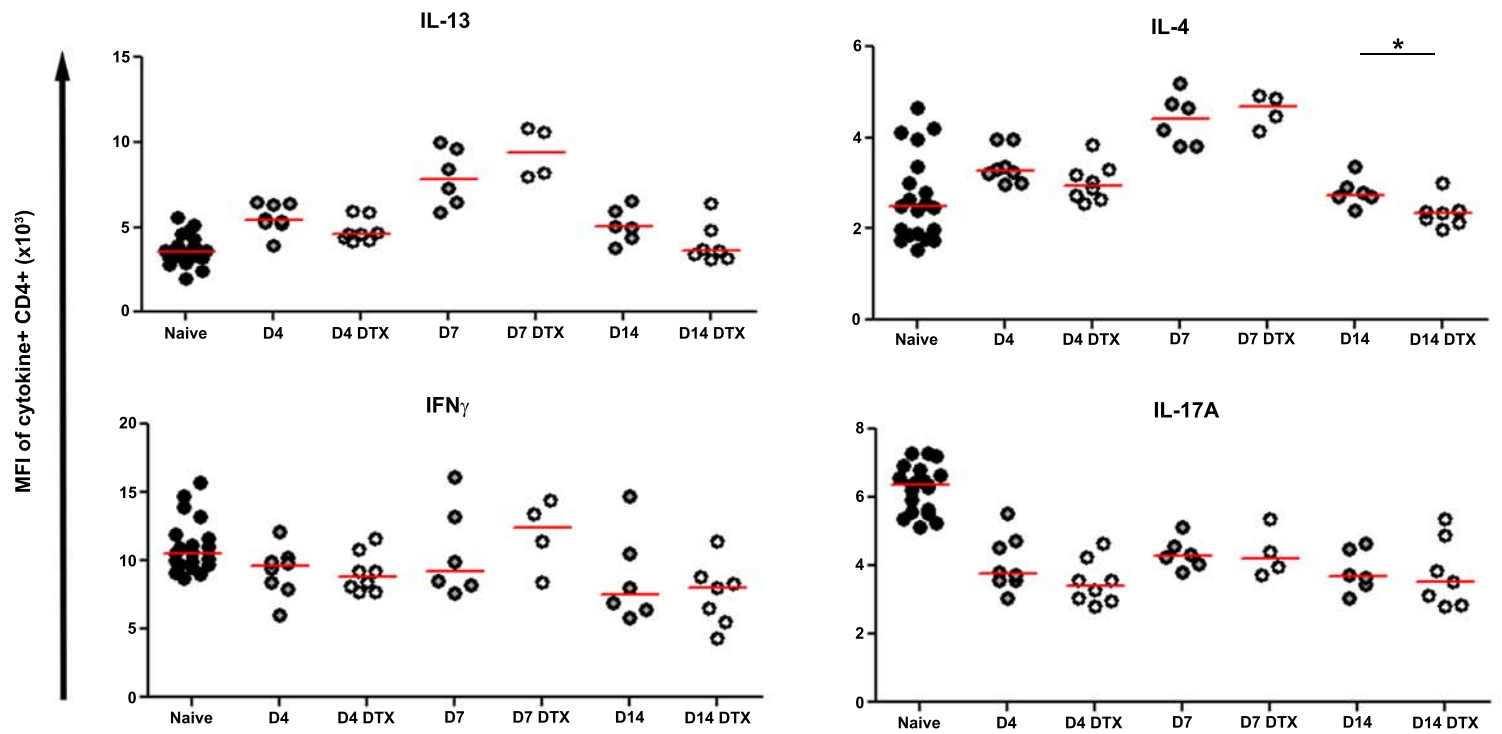 IL-13
15
10
5
0
Naive D4 D4 DTX D7 D7 DTX D14 D14 DTX
IL-4
*
6
4
2
0
Naive D4 D4 DTX D7 D7 DTX D14 D14 DTX
MFI of cytokine+ CD4+ (x10³)
IFNγ
20
15
10
5
0
Naive D4 D4 DTX D7 D7 DTX D14 D14 DTX
IL-17A
8
6
4
2
0
Naive D4 D4 DTX D7 D7 DTX D14 D14 DTX